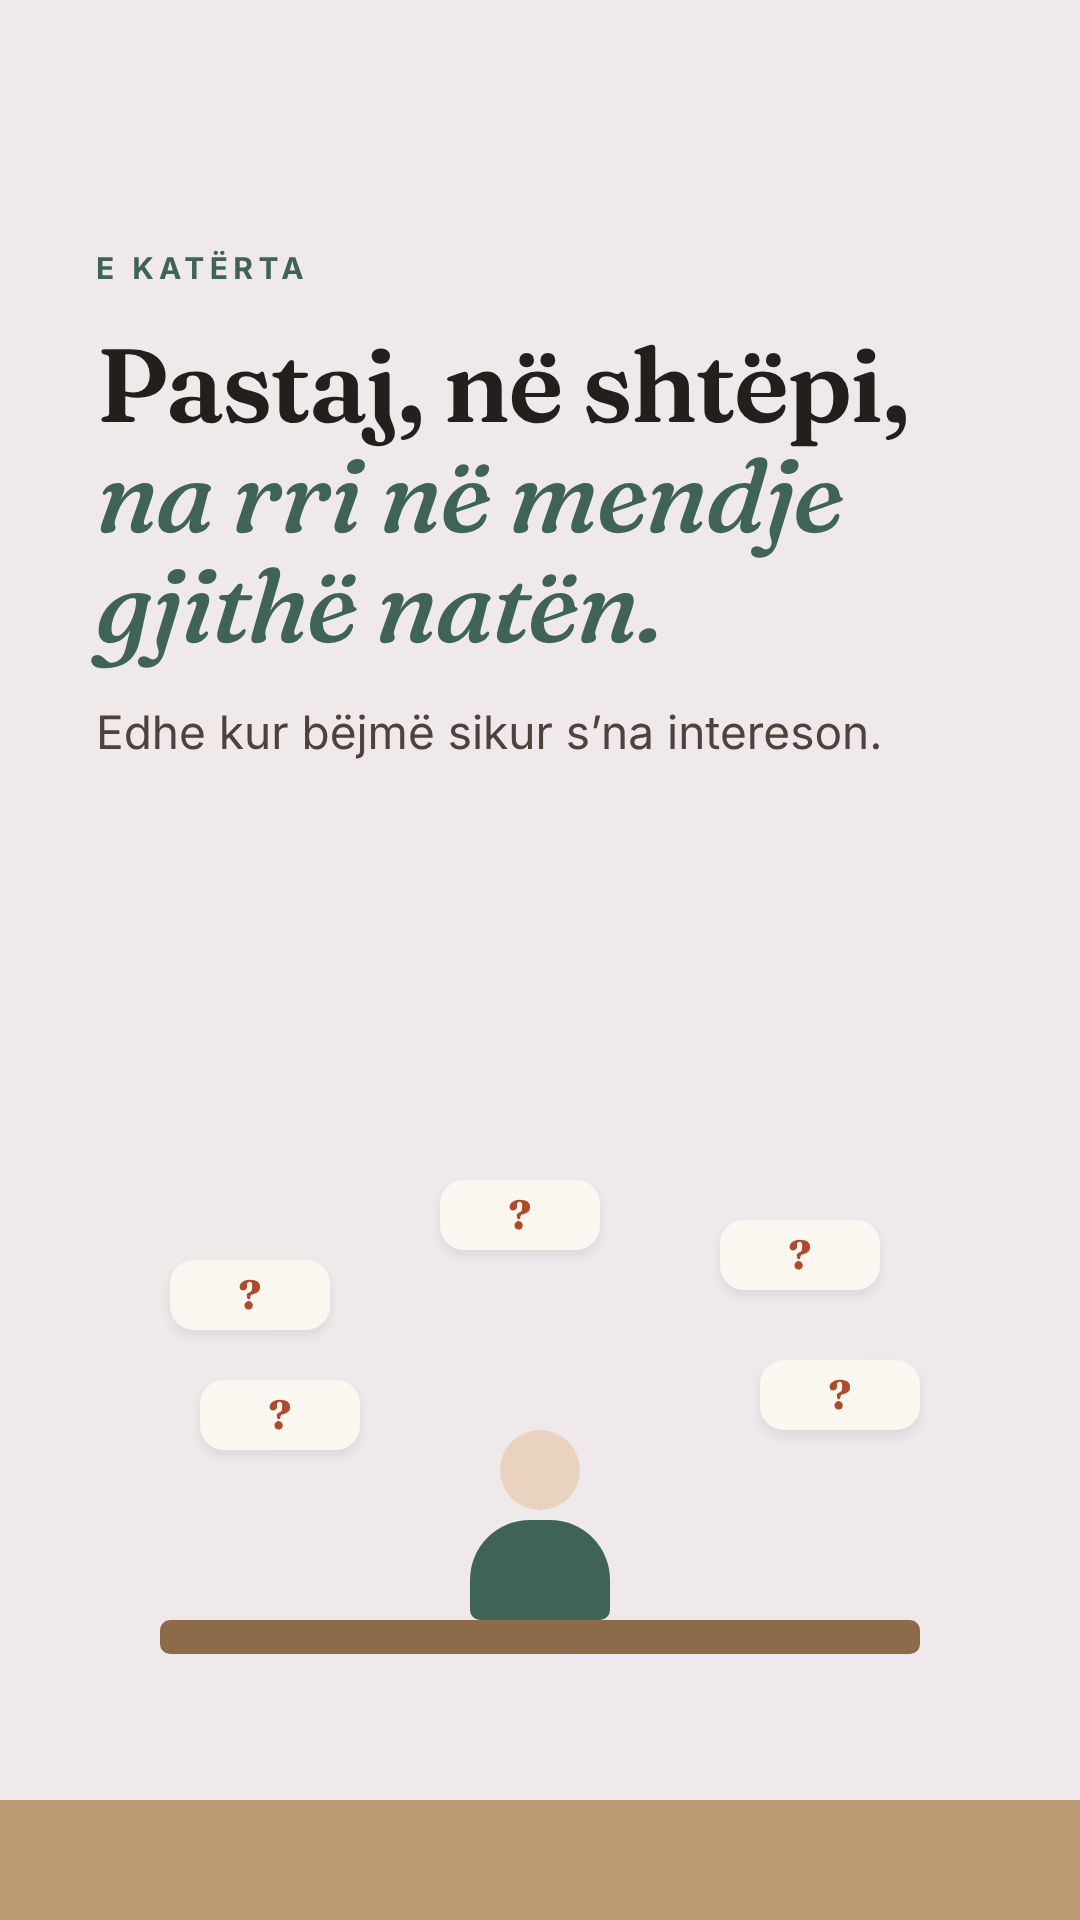 E KATËRTA
Pastaj, në shtëpi,
na rri në mendje
gjithë natën.
Edhe kur bëjmë sikur s’na intereson.
?
?
?
?
?